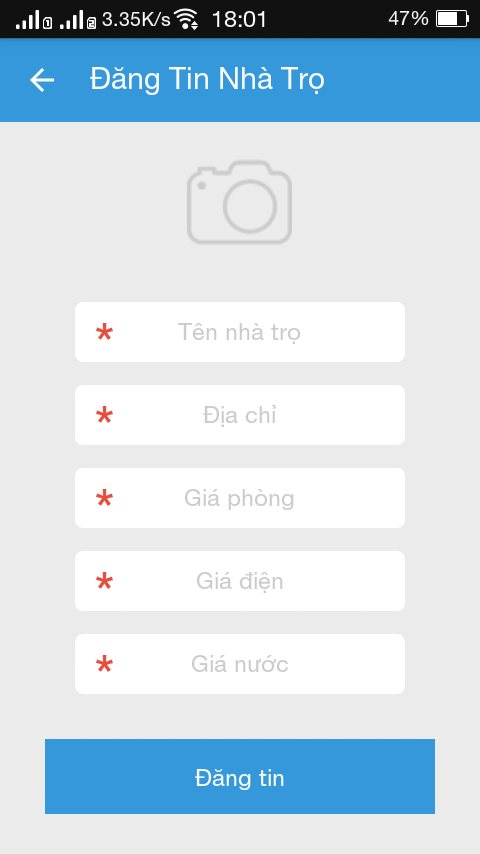 3.35K/s 18:01 47%
Đăng Tin Nhà Trọ
* Tên nhà trọ
* Địa chỉ
* Giá phòng
* Giá điện
* Giá nước
Đăng tin